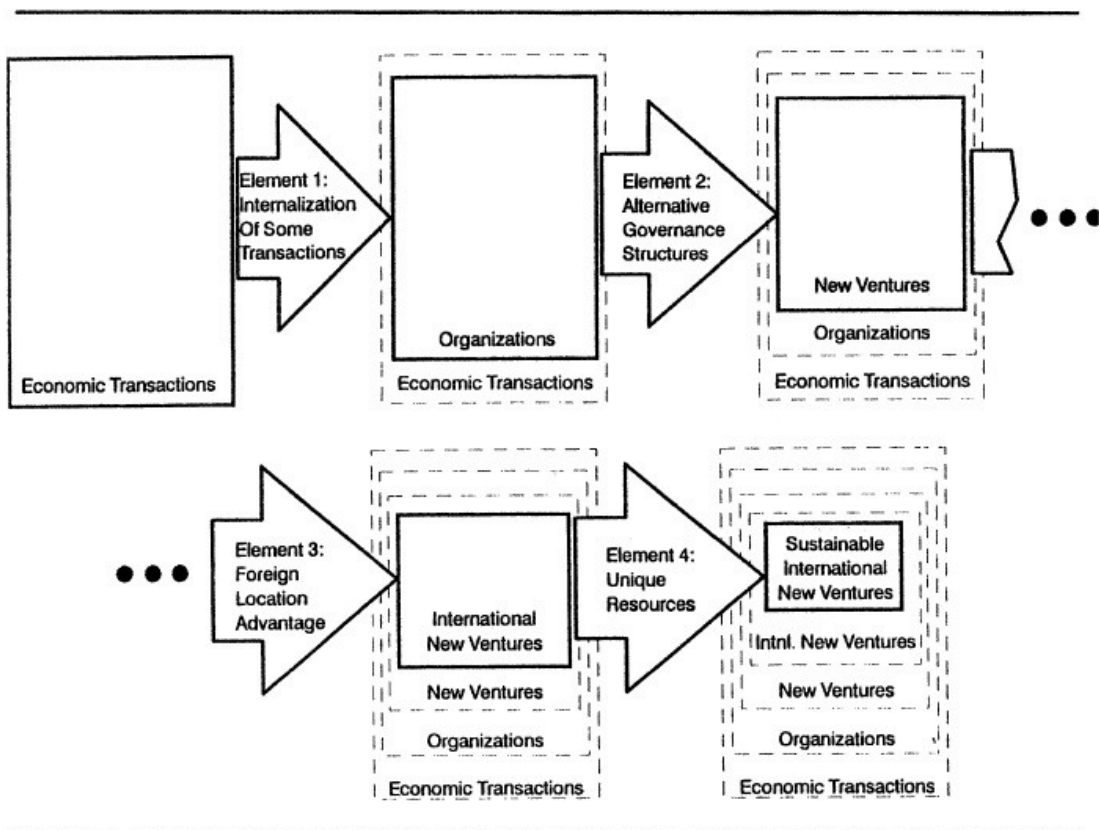 Economic Transactions
Element 1:
Internalization
Of Some
Transactions
Organizations
Economic Transactions
Element 2:
Alternative
Governance
Structures
New Ventures
Organizations
Economic Transactions
Element 3:
Foreign
Location
Advantage
International
New Ventures
New Ventures
Organizations
Economic Transactions
Element 4:
Unique
Resources
Sustainable
International
New Ventures
Intnl. New Ventures
New Ventures
Organizations
Economic Transactions